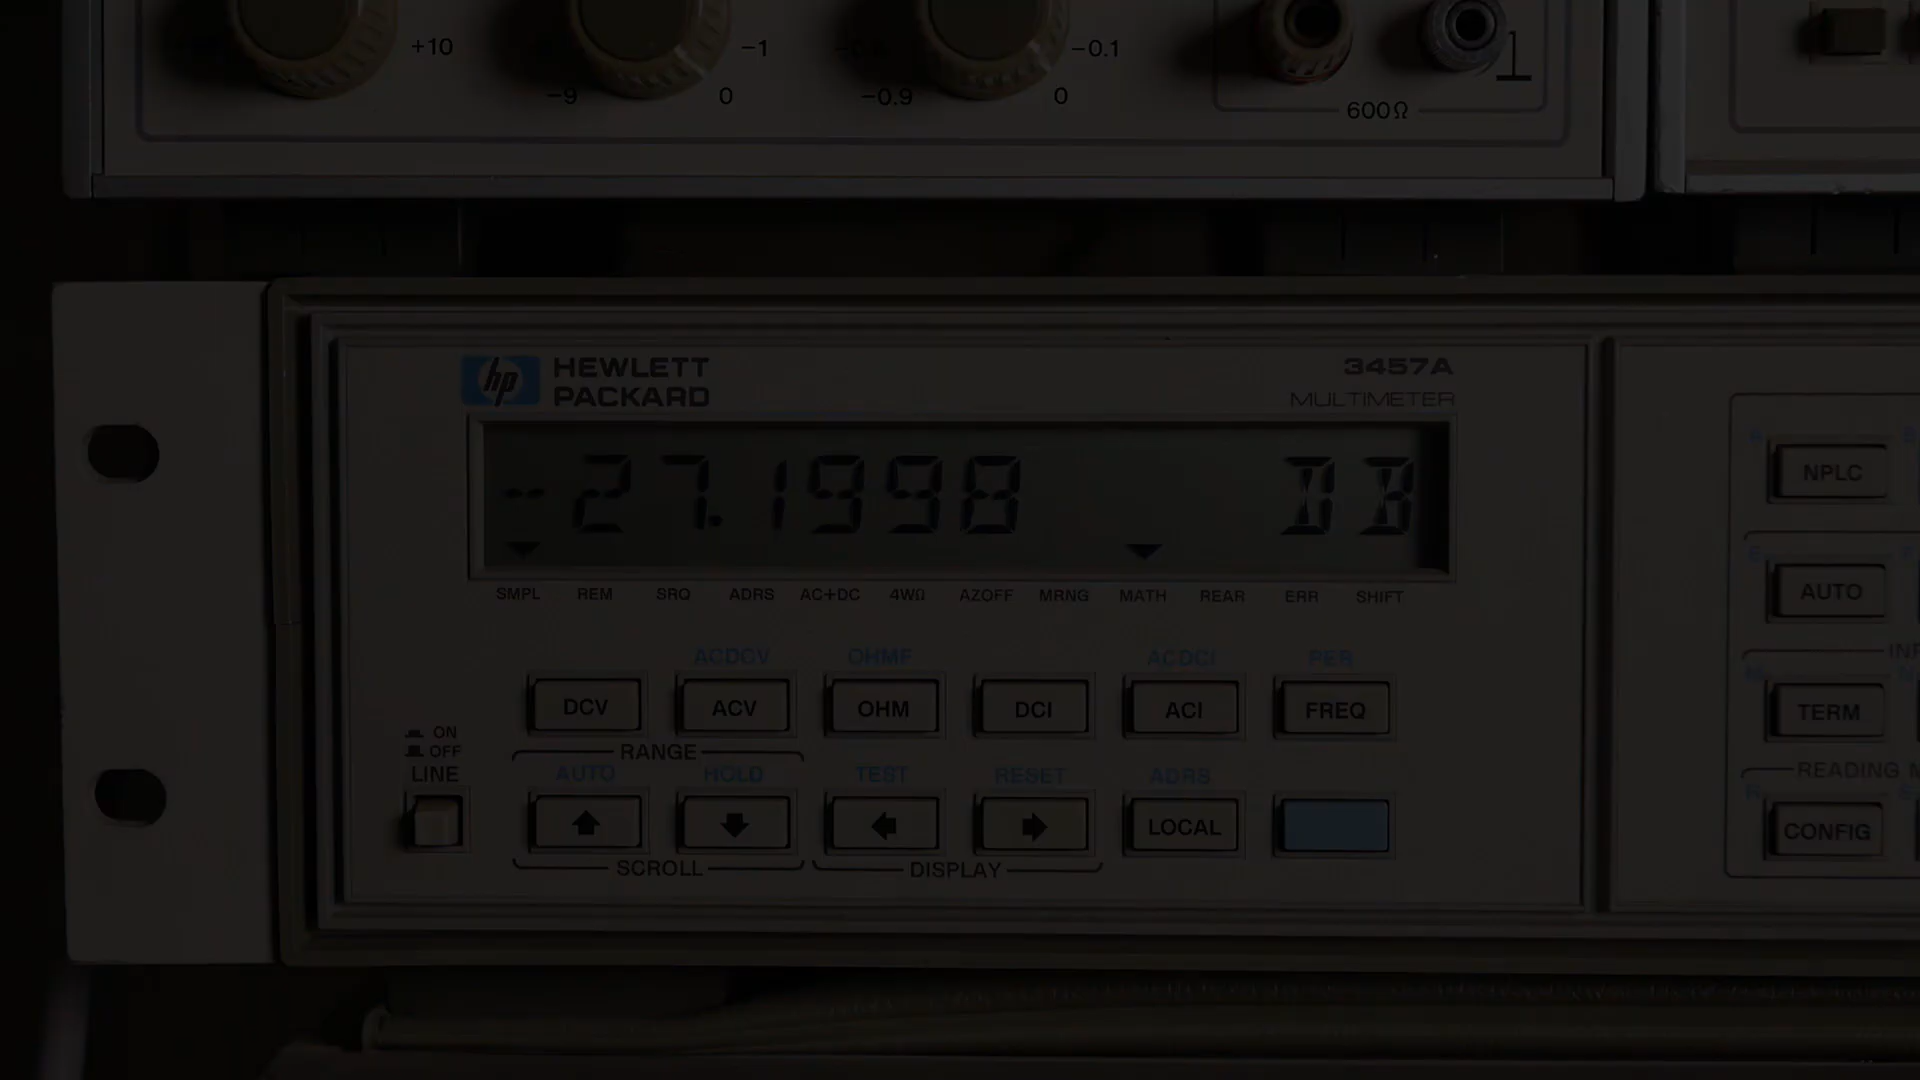 +10
-1
-0.1
-9
0
-0.9
0
600Ω
hp HEWLETT
PACKARD
3457A
MULTIMETER
-27.1998 DB
SMPL REM SRQ ADRS AC+DC 4WΩ AZOFF MRNG MATH REAR ERR SHIFT
ACDCV OHMF ACDCI PER
DCV ACV OHM DCI ACI FREQ
ON
OFF
LINE
RANGE
AUTO HOLD TEST RESET ADRS
LOCAL
SCROLL DISPLAY
NPLC
AUTO
TERM
READING
CONFIG